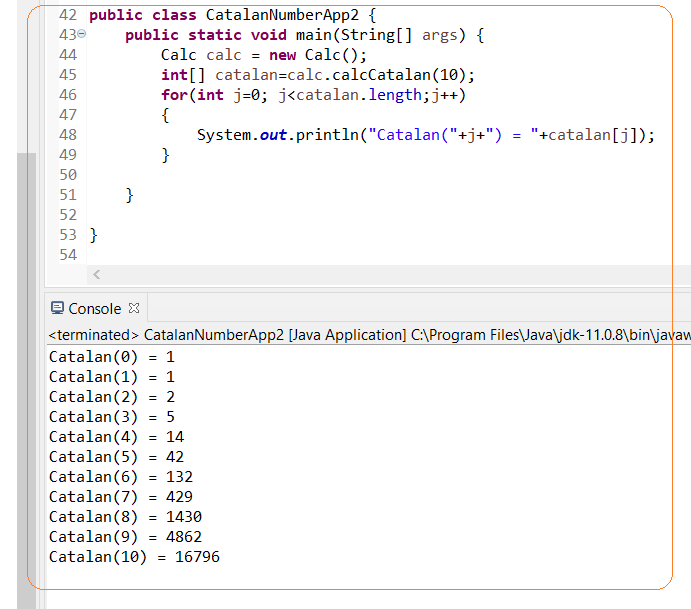 42 public class CatalanNumberApp2 {
43 public static void main(String[] args) {
44 Calc calc = new Calc();
45 int[] catalan=calc.calcCatalan(10);
46 for(int j=0; j<catalan.length;j++)
47 {
48 System.out.println("Catalan("+j+") = "+catalan[j]);
49 }
50
51 }
52
53 }
54
Console
<terminated> CatalanNumberApp2 [Java Application] C:\Program Files\Java\jdk-11.0.8\bin\javaw
Catalan(0) = 1
Catalan(1) = 1
Catalan(2) = 2
Catalan(3) = 5
Catalan(4) = 14
Catalan(5) = 42
Catalan(6) = 132
Catalan(7) = 429
Catalan(8) = 1430
Catalan(9) = 4862
Catalan(10) = 16796